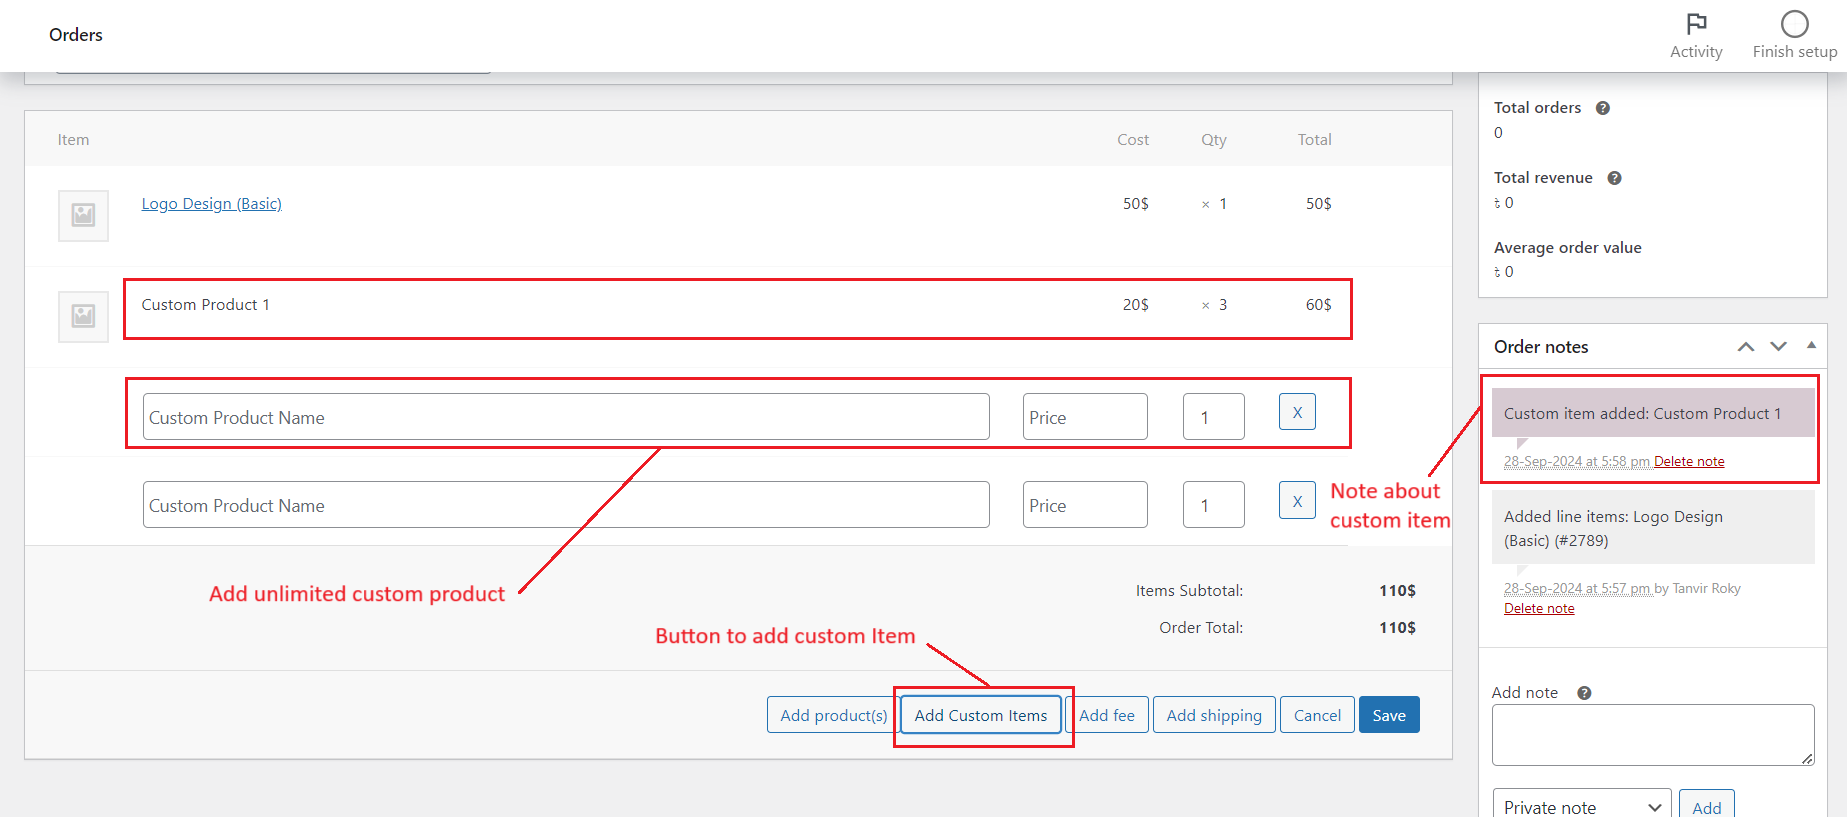 Orders
Activity
Finish setup
Item
Cost
Qty
Total
Logo Design (Basic)
50$
× 1
50$
Custom Product 1
20$
× 3
60$
Custom Product Name
Price
1
X
Custom Product Name
Price
1
X
Add unlimited custom product
Items Subtotal:
110$
Order Total:
110$
Button to add custom Item
Add product(s)
Add Custom Items
Add fee
Add shipping
Cancel
Save
Total orders ?
0
Total revenue ?
৳ 0
Average order value
৳ 0
Order notes
Custom item added: Custom Product 1
28-Sep-2024 at 5:58 pm Delete note
Note about
custom item
Added line items: Logo Design
(Basic) (#2789)
28-Sep-2024 at 5:57 pm by Tanvir Roky
Delete note
Add note ?
Private note
Add